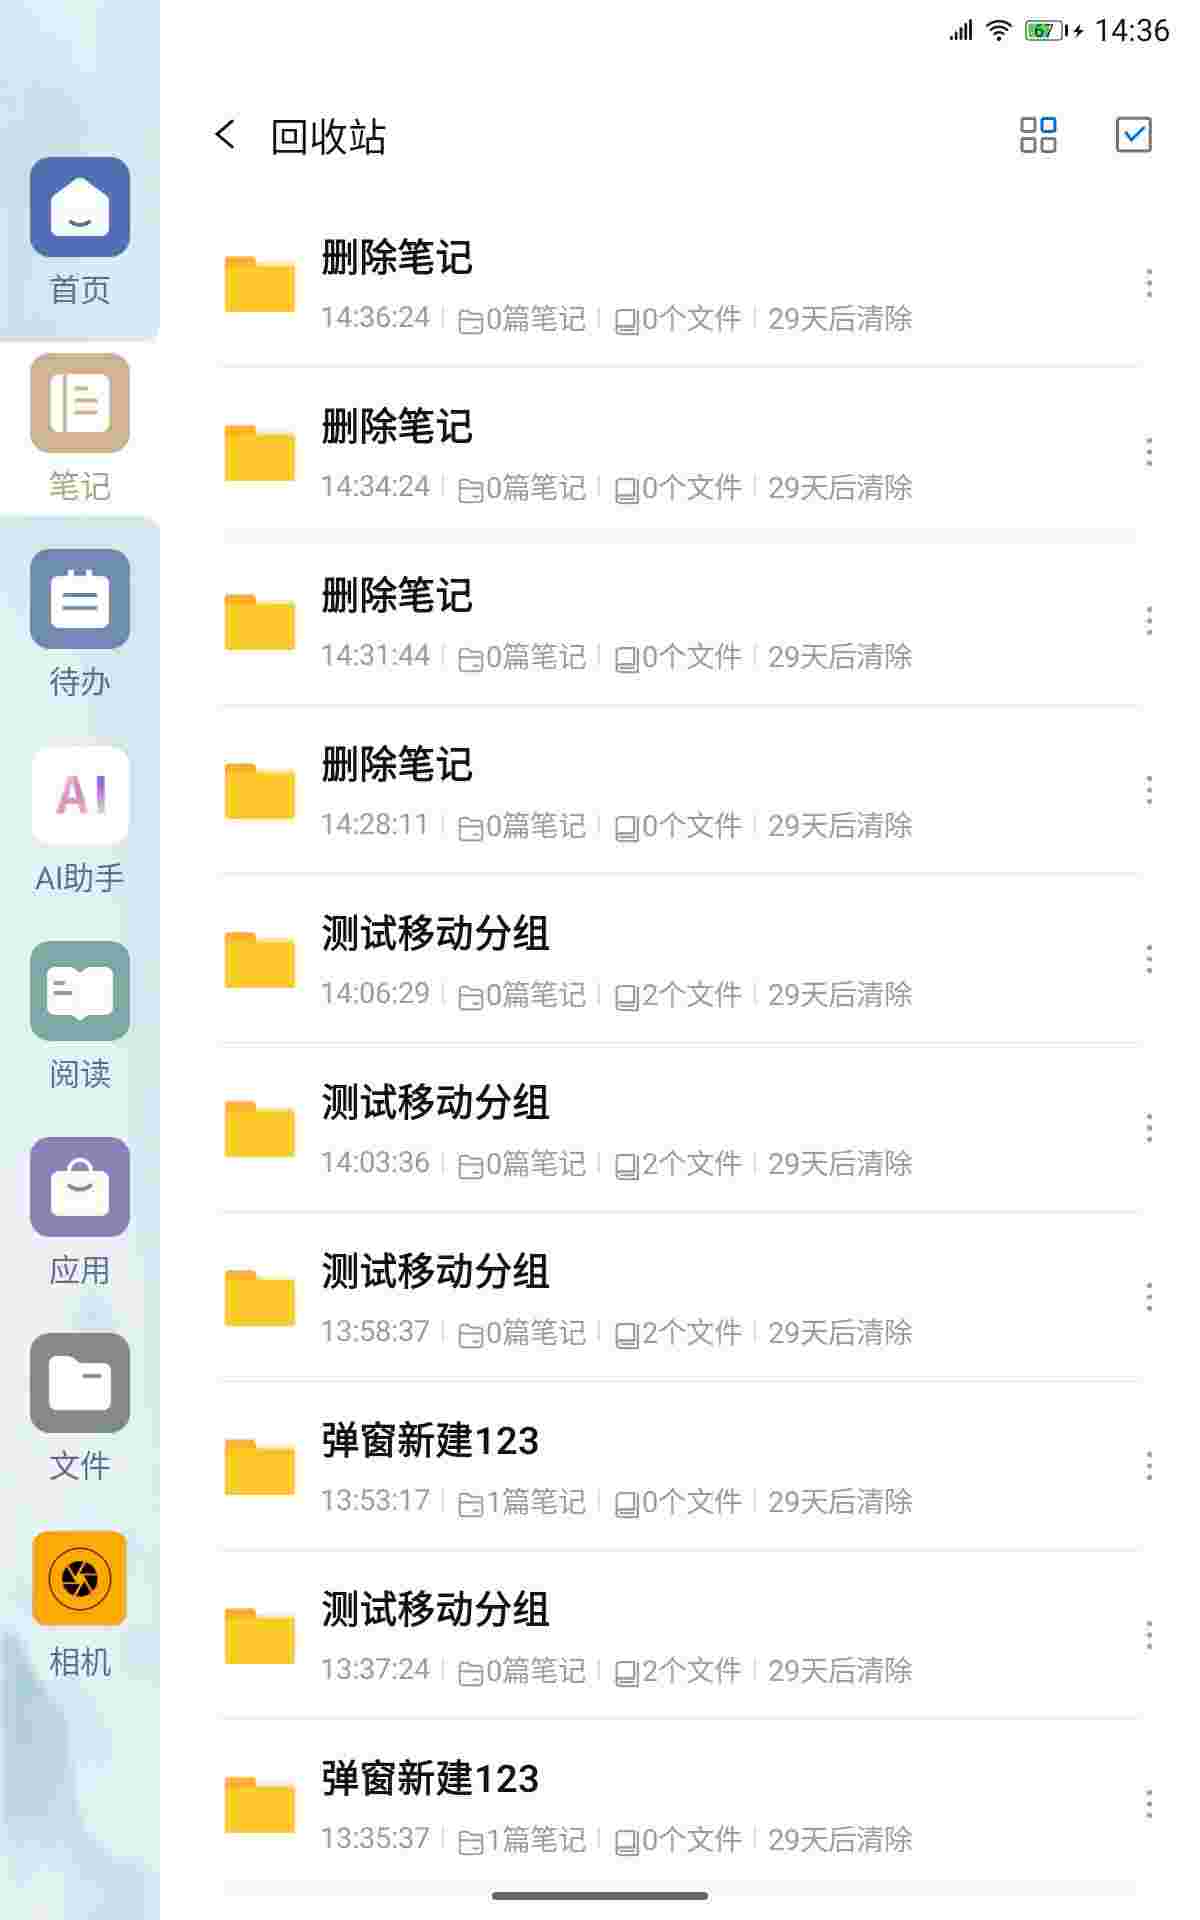 67 14:36
回收站
首页
笔记
待办
AI
AI助手
阅读
应用
文件
相机
删除笔记
14:36:24 0篇笔记 0个文件 29天后清除
删除笔记
14:34:24 0篇笔记 0个文件 29天后清除
删除笔记
14:31:44 0篇笔记 0个文件 29天后清除
删除笔记
14:28:11 0篇笔记 0个文件 29天后清除
测试移动分组
14:06:29 0篇笔记 2个文件 29天后清除
测试移动分组
14:03:36 0篇笔记 2个文件 29天后清除
测试移动分组
13:58:37 0篇笔记 2个文件 29天后清除
弹窗新建123
13:53:17 1篇笔记 0个文件 29天后清除
测试移动分组
13:37:24 0篇笔记 2个文件 29天后清除
弹窗新建123
13:35:37 1篇笔记 0个文件 29天后清除